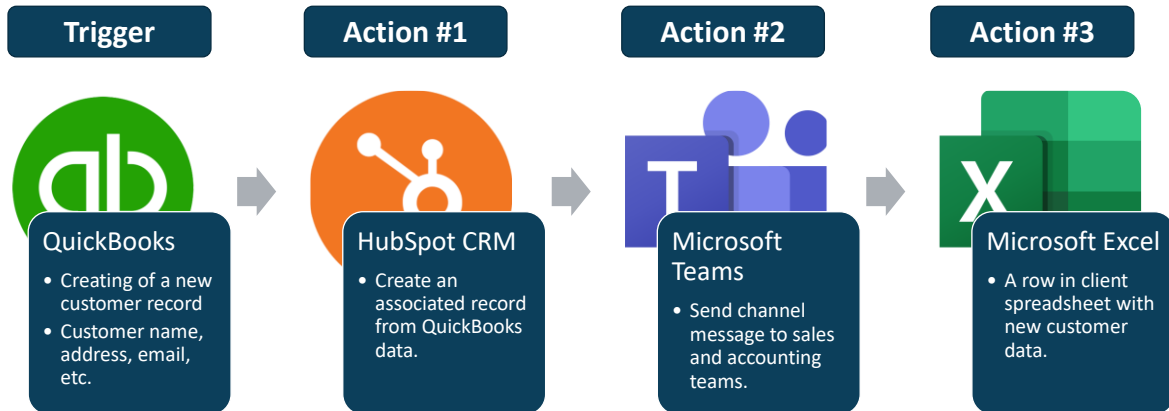 Trigger
Action #1
Action #2
Action #3
qb
T
X
QuickBooks
• Creating of a new
customer record
• Customer name,
address, email,
etc.
HubSpot CRM
• Create an
associated record
from QuickBooks
data.
Microsoft
Teams
• Send channel
message to sales
and accounting
teams.
Microsoft Excel
• A row in client
spreadsheet with
new customer
data.